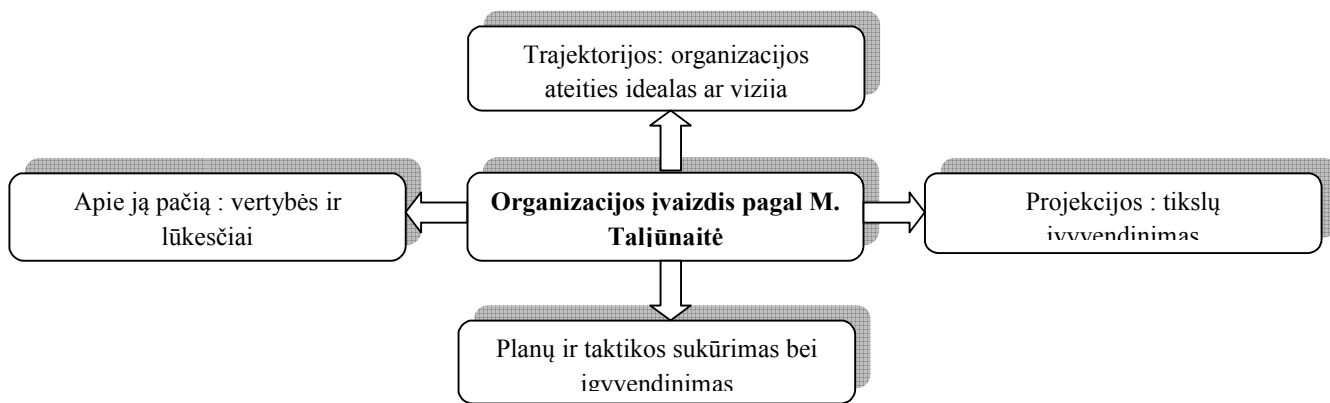 Trajektorijos: organizacijos
ateities idealas ar vizija
Apie ją pačią : vertybės ir
lūkesčiai
Organizacijos įvaizdis pagal M.
Taljūnaitė
Projekcijos : tikslų
įvyvendinimas
Planų ir taktikos sukūrimas bei
įgyvendinimas